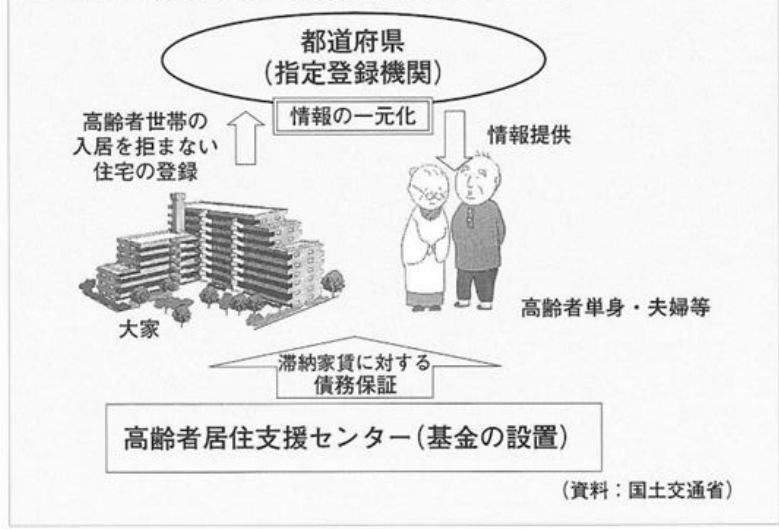 都道府県
(指定登録機関)
情報の一元化
高齢者世帯の
入居を拒まない
住宅の登録
情報提供
大家
高齢者単身・夫婦等
滞納家賃に対する
債務保証
高齢者居住支援センター(基金の設置)
(資料：国土交通省)